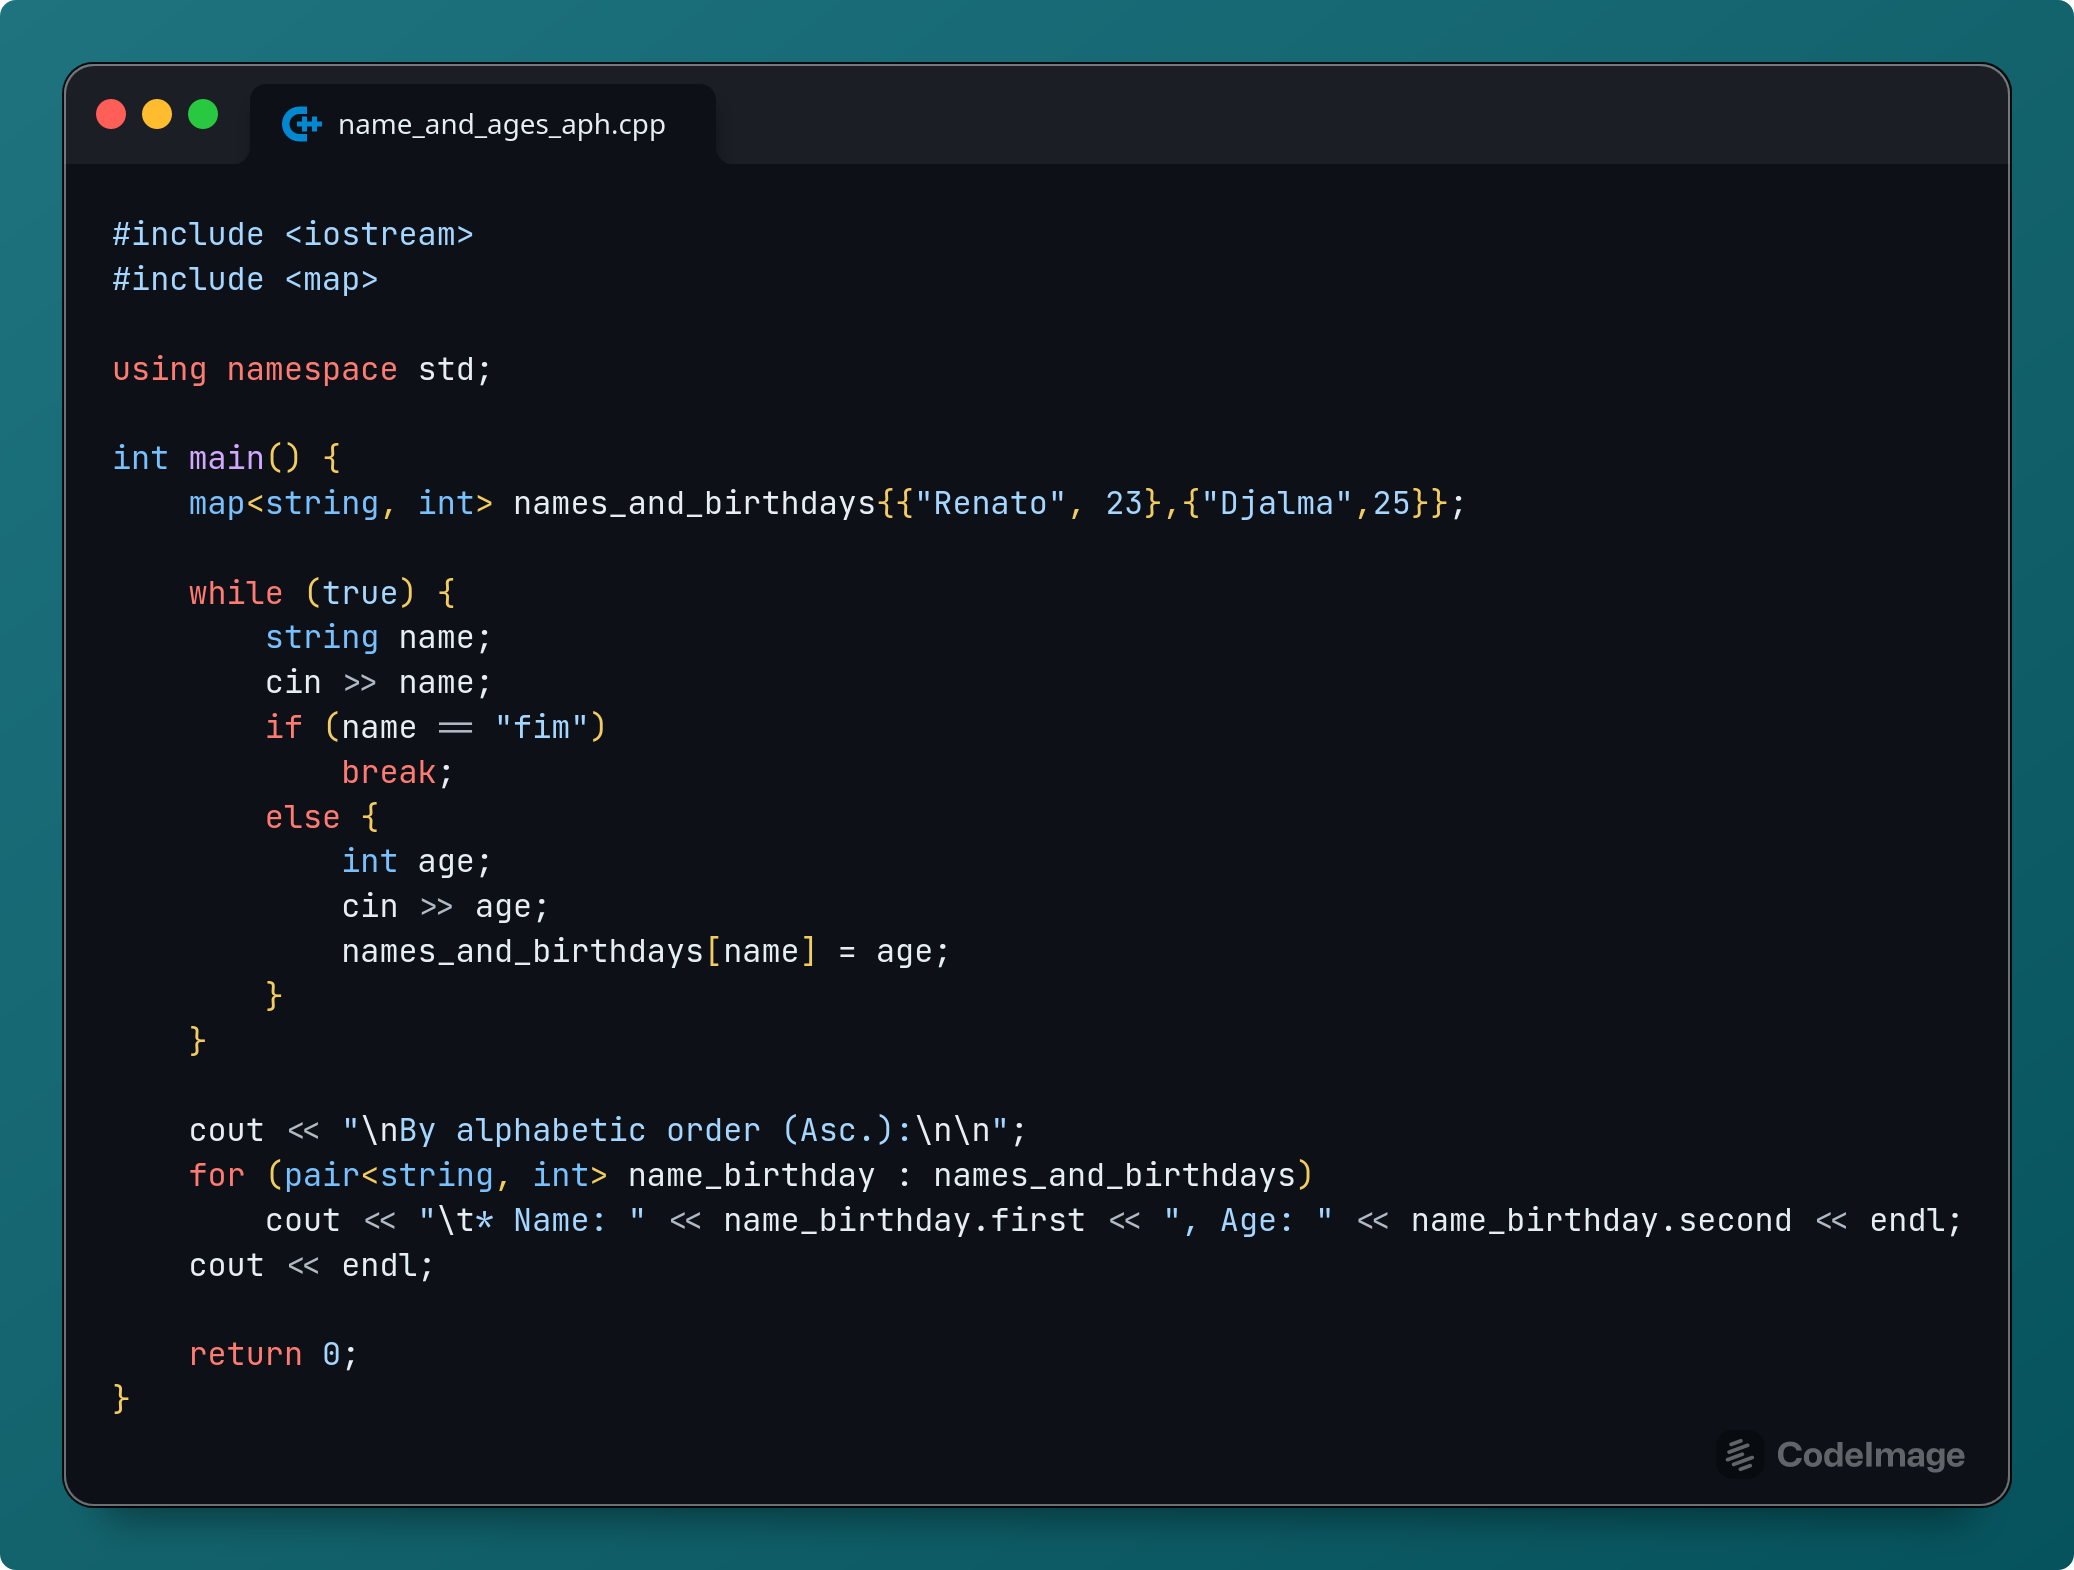 name_and_ages_aph.cpp
#include <iostream>
#include <map>
using namespace std;
int main() {
    map<string, int> names_and_birthdays{{"Renato", 23},{"Djalma",25}};
    while (true) {
        string name;
        cin >> name;
        if (name == "fim")
            break;
        else {
            int age;
            cin >> age;
            names_and_birthdays[name] = age;
        }
    }
    cout << "\nBy alphabetic order (Asc.):\n\n";
    for (pair<string, int> name_birthday : names_and_birthdays)
        cout << "\t* Name: " << name_birthday.first << ", Age: " << name_birthday.second << endl;
    cout << endl;
    return 0;
}
CodeImage